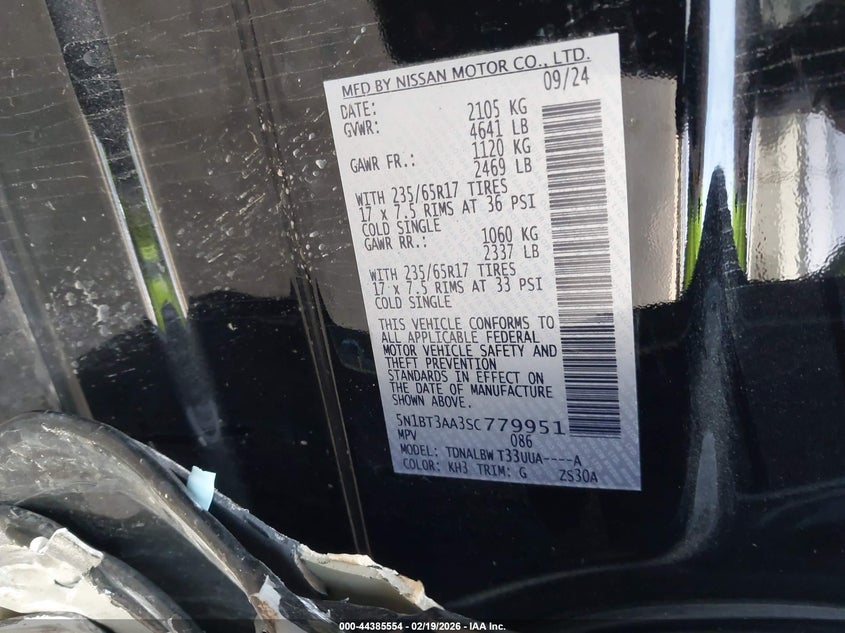 MFD BY NISSAN MOTOR CO., LTD.
DATE: 09/24
GVWR: 2105 KG
4641 LB
GAWR FR.: 1120 KG
2469 LB
WITH 235/65R17 TIRES
17 x 7.5 RIMS AT 36 PSI
COLD SINGLE
GAWR RR.: 1060 KG
2337 LB
WITH 235/65R17 TIRES
17 x 7.5 RIMS AT 33 PSI
COLD SINGLE
THIS VEHICLE CONFORMS TO
ALL APPLICABLE FEDERAL
MOTOR VEHICLE SAFETY AND
THEFT PREVENTION
STANDARDS IN EFFECT ON
THE DATE OF MANUFACTURE
SHOWN ABOVE.
5N1BT3AA3SC779951
MPV 086
MODEL: TDNALBW T33UUA----A
COLOR: KH3 TRIM: G ZS30A
000-44385554 - 02/19/2026 - IAA Inc.